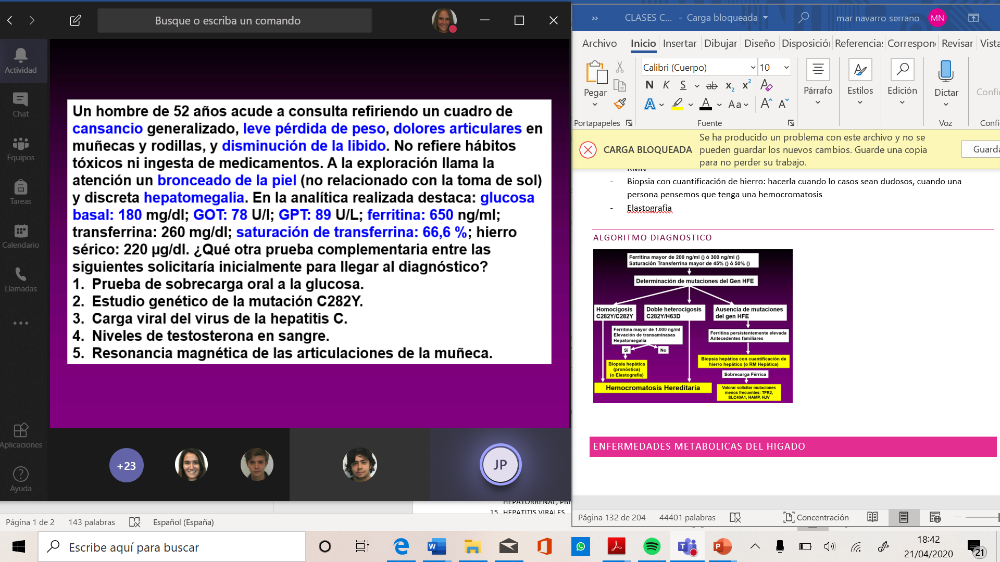 Busque o escriba un comando
Actividad
Chat
Equipos
Tareas
Calendario
Llamadas
Aplicaciones
Ayuda
Un hombre de 52 años acude a consulta refiriendo un cuadro de
cansancio generalizado, leve pérdida de peso, dolores articulares en
muñecas y rodillas, y disminución de la libido. No refiere hábitos
tóxicos ni ingesta de medicamentos. A la exploración llama la
atención un bronceado de la piel (no relacionado con la toma de sol)
y discreta hepatomegalia. En la analítica realizada destaca: glucosa
basal: 180 mg/dl; GOT: 78 U/l; GPT: 89 U/L; ferritina: 650 ng/ml;
transferrina: 260 mg/dl; saturación de transferrina: 66,6 %; hierro
sérico: 220 µg/dl. ¿Qué otra prueba complementaria entre las
siguientes solicitaría inicialmente para llegar al diagnóstico?
1. Prueba de sobrecarga oral a la glucosa.
2. Estudio genético de la mutación C282Y.
3. Carga viral del virus de la hepatitis C.
4. Niveles de testosterona en sangre.
5. Resonancia magnética de las articulaciones de la muñeca.
+23
JP
HEPATORRENAL, PBE
15. HEPATITIS VIRALES
Página 1 de 2 143 palabras Español (España)
CLASES C... - Carga bloqueada
mar navarro serrano MN
Archivo Inicio Insertar Dibujar Diseño Disposición Referencias Correspon Revisar Vista
Calibri (Cuerpo) 10
N K S ab x2 x2 A
A A Aa A A
Pegar
Párrafo
Estilos
Edición
Dictar
Confi
Portapapeles
Fuente
Voz
Confi
CARGA BLOQUEADA
Se ha producido un problema con este archivo y no se
pueden guardar los nuevos cambios. Guarde una copia
para no perder su trabajo.
Guarda
RMN
- Biopsia con cuantificación de hierro: hacerla cuando lo casos sean dudosos, cuando una
persona pensemos que tenga una hemocromatosis
- Elastografia
ALGORITMO DIAGNOSTICO
Ferritina mayor de 200 ng/ml () ó 300 ng/ml ()
Saturación Transferrina mayor de 45% () ó 50% ()
Determinación de mutaciones del Gen HFE
Homocigosis
C282Y/C282Y
Doble heterocigosis
C282Y/H63D
Ausencia de mutaciones
del gen HFE
Ferritina mayor de 1.000 ng/ml
Elevación de transaminasas
Hepatomegalia
Ferritina persistentemente elevada
Antecedentes familiares
Sí
No
Biopsia hepática
(pronóstica)
(o Elastografía)
Biopsia hepática con cuantificación de
hierro hepático (o RM Hepática)
Sobrecarga Férrica
Hemocromatosis Hereditaria
Valorar solicitar mutaciones
menos frecuentes: TFR2,
SLC40A1, HAMP, HJV
ENFERMEDADES METABOLICAS DEL HIGADO
Página 132 de 204 44401 palabras
Concentración
Escribe aquí para buscar
18:42
21/04/2020
21